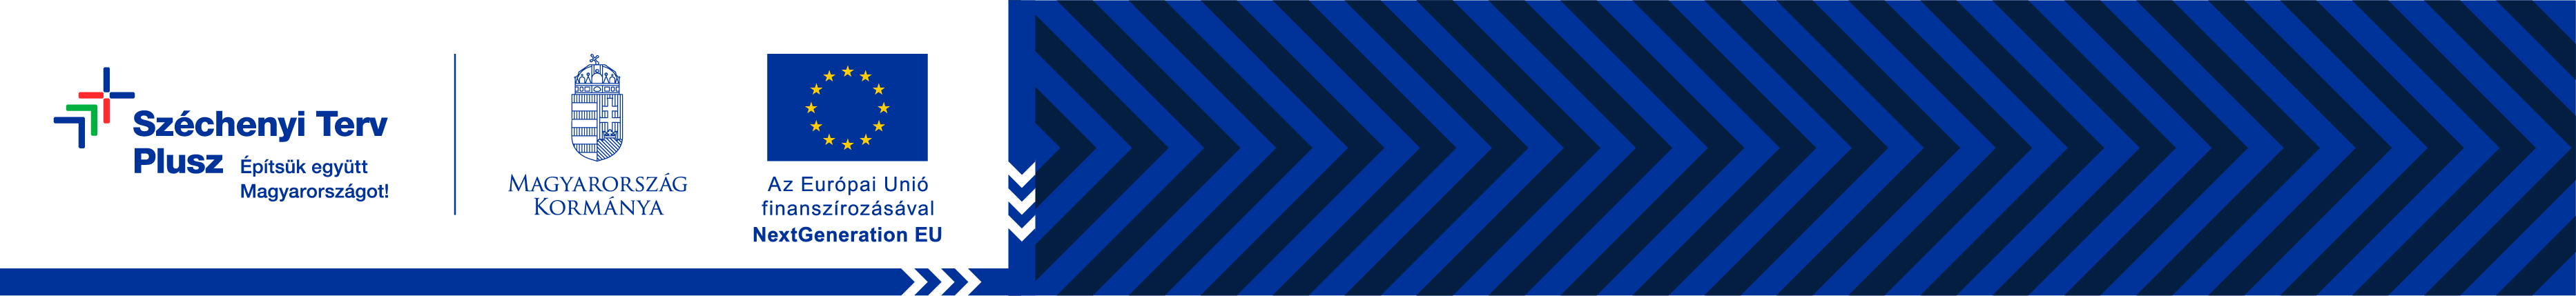 Széchenyi Terv
Plusz
Építsük együtt
Magyarországot!
MAGYARORSZÁG
KORMÁNYA
Az Európai Unió
finanszírozásával
NextGeneration EU